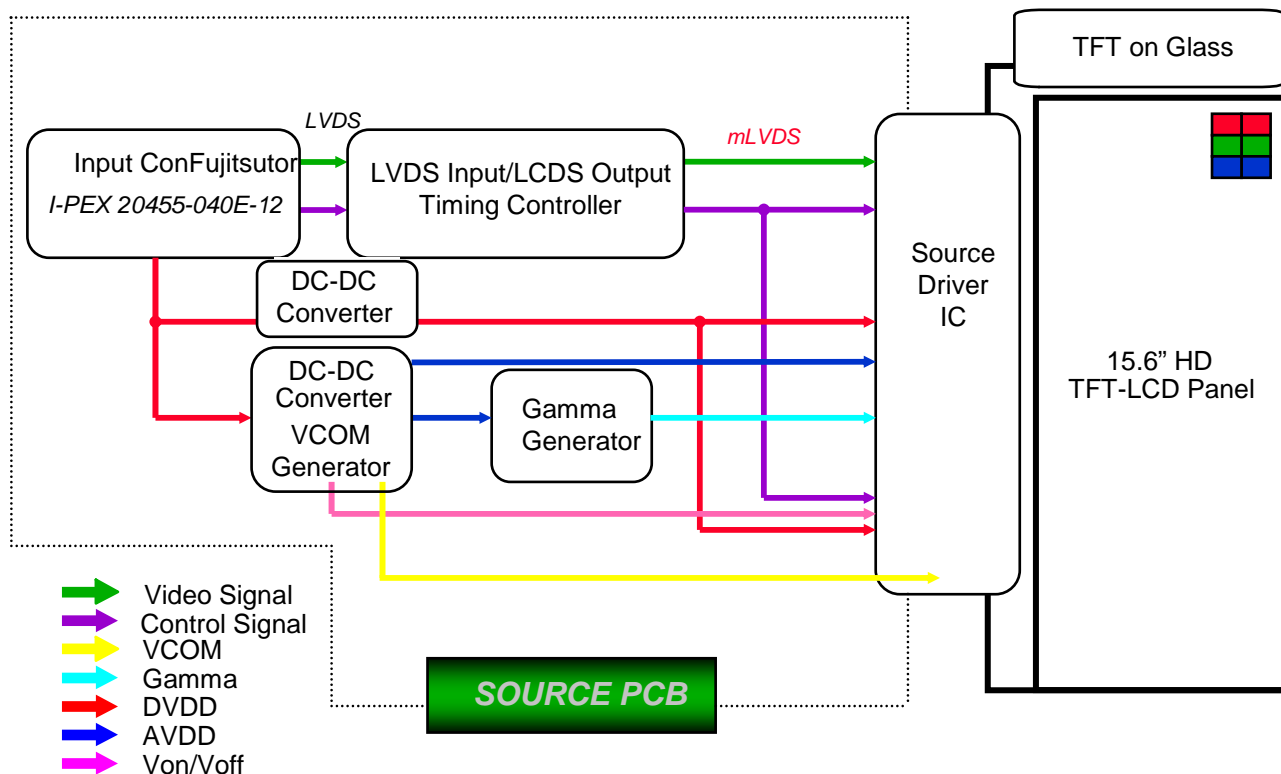 TFT on Glass
LVDS
mLVDS
Input ConFujitsutor
I-PEX 20455-040E-12
LVDS Input/LCDS Output
Timing Controller
DC-DC
Converter
Source
Driver
IC
DC-DC
Converter
VCOM
Generator
Gamma
Generator
15.6” HD
TFT-LCD Panel
Video Signal
Control Signal
VCOM
Gamma
DVDD
AVDD
Von/Voff
SOURCE PCB